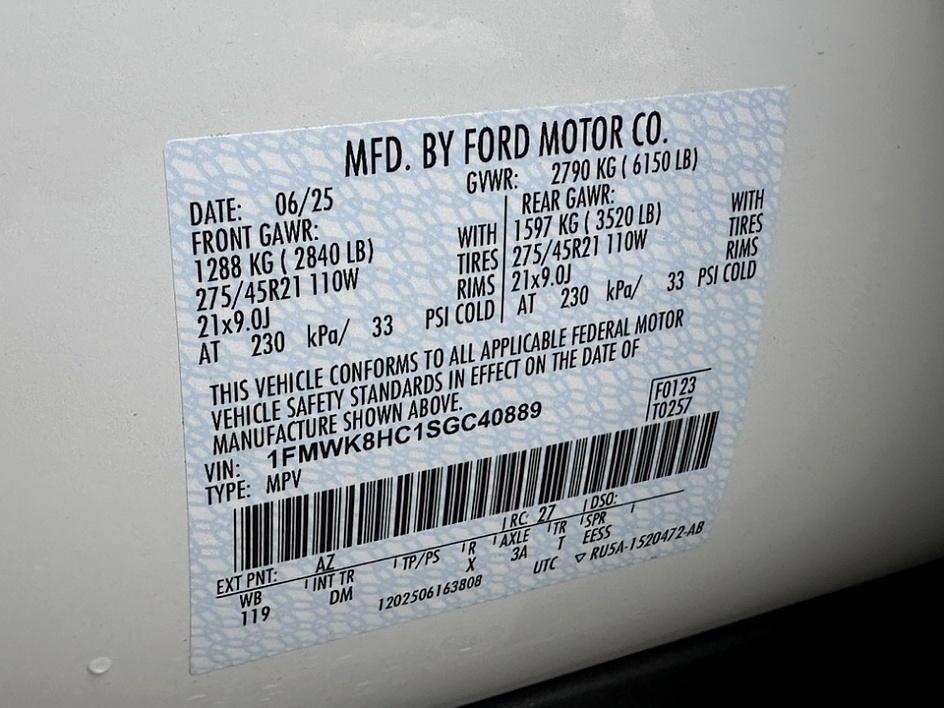 MFD. BY FORD MOTOR CO.
DATE: 06/25 GVWR: 2790 KG ( 6150 LB)
FRONT GAWR: REAR GAWR:
1288 KG ( 2840 LB) WITH 1597 KG ( 3520 LB) WITH
275/45R21 110W TIRES 275/45R21 110W TIRES
21x9.0J RIMS 21x9.0J RIMS
AT 230 kPa/ 33 PSI COLD AT 230 kPa/ 33 PSI COLD
THIS VEHICLE CONFORMS TO ALL APPLICABLE FEDERAL MOTOR
VEHICLE SAFETY STANDARDS IN EFFECT ON THE DATE OF
MANUFACTURE SHOWN ABOVE.
F0123
T0257
VIN: 1FMWK8HC1SGC40889
TYPE: MPV
EXT PNT: AZ RC: 27 DSO:
WB INT TR TP/PS R AXLE TR SPR
119 DM X 3A T EESS
1202506163808 UTC ▽ RU5A-1520472-AB